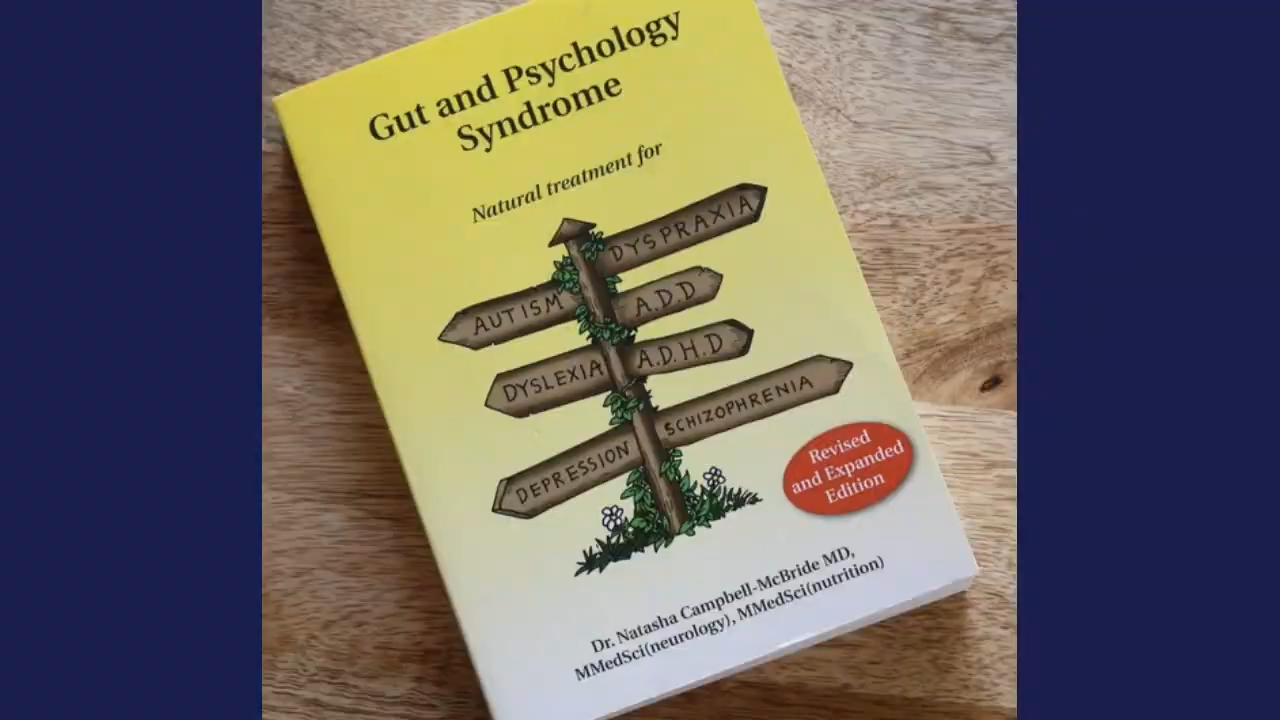 Gut and Psychology
Syndrome
Natural treatment for
DYSPRAXIA
AUTISM
A.D.D
DYSLEXIA
A.D.H.D
DEPRESSION
SCHIZOPHRENIA
Revised
and Expanded
Edition
Dr. Natasha Campbell-McBride MD,
MMedSci(neurology), MMedSci(nutrition)